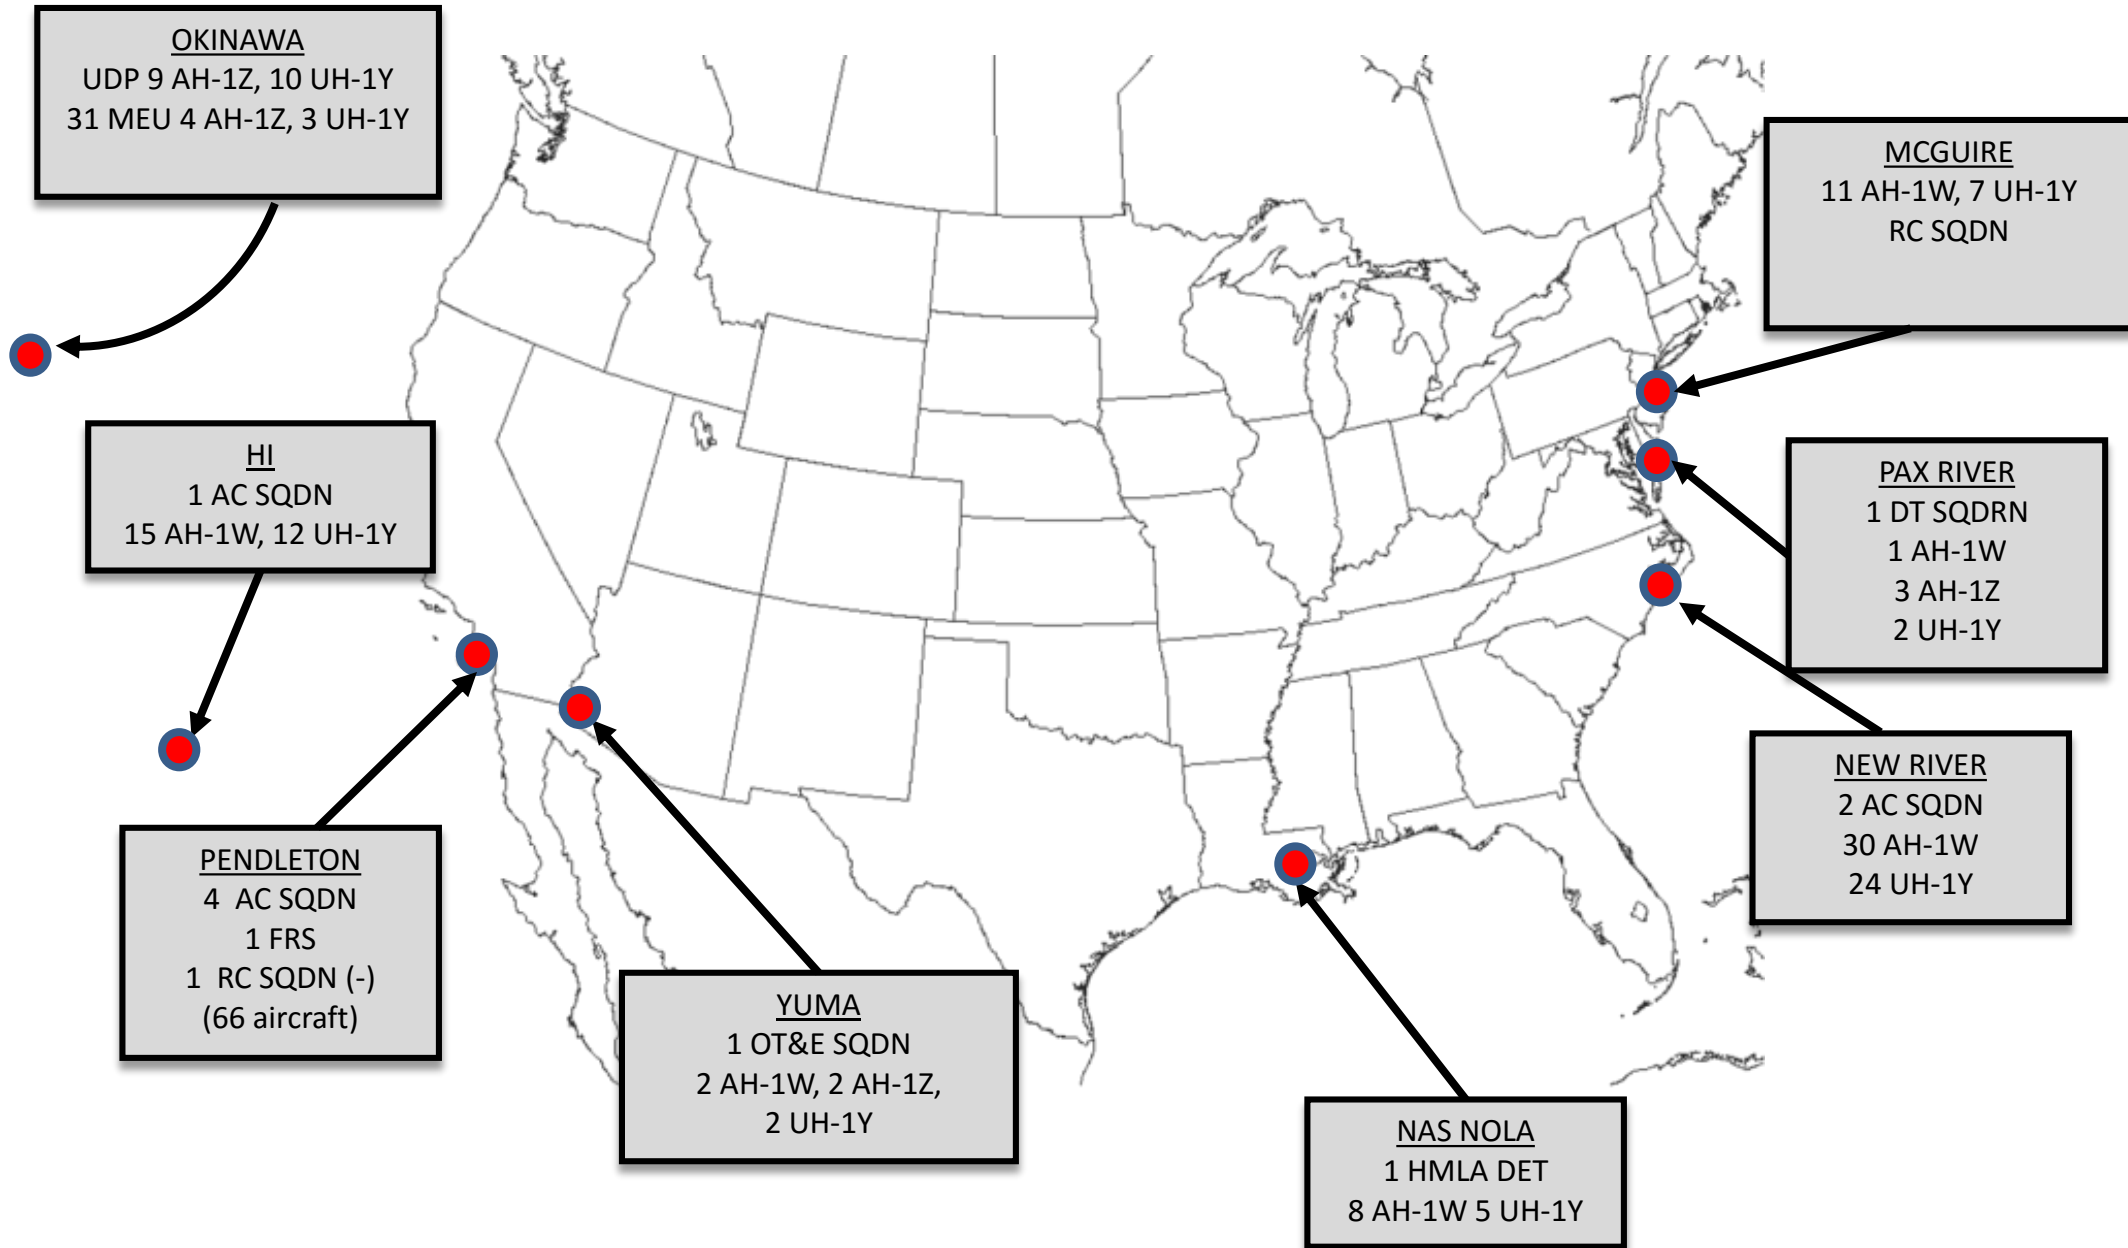 OKINAWA
UDP 9 AH-1Z, 10 UH-1Y
31 MEU 4 AH-1Z, 3 UH-1Y
MCGUIRE
11 AH-1W, 7 UH-1Y
RC SQDN
HI
1 AC SQDN
15 AH-1W, 12 UH-1Y
PAX RIVER
1 DT SQDRN
1 AH-1W
3 AH-1Z
2 UH-1Y
NEW RIVER
2 AC SQDN
30 AH-1W
24 UH-1Y
PENDLETON
4 AC SQDN
1 FRS
1 RC SQDN (-)
(66 aircraft)
YUMA
1 OT&E SQDN
2 AH-1W, 2 AH-1Z,
2 UH-1Y
NAS NOLA
1 HMLA DET
8 AH-1W 5 UH-1Y